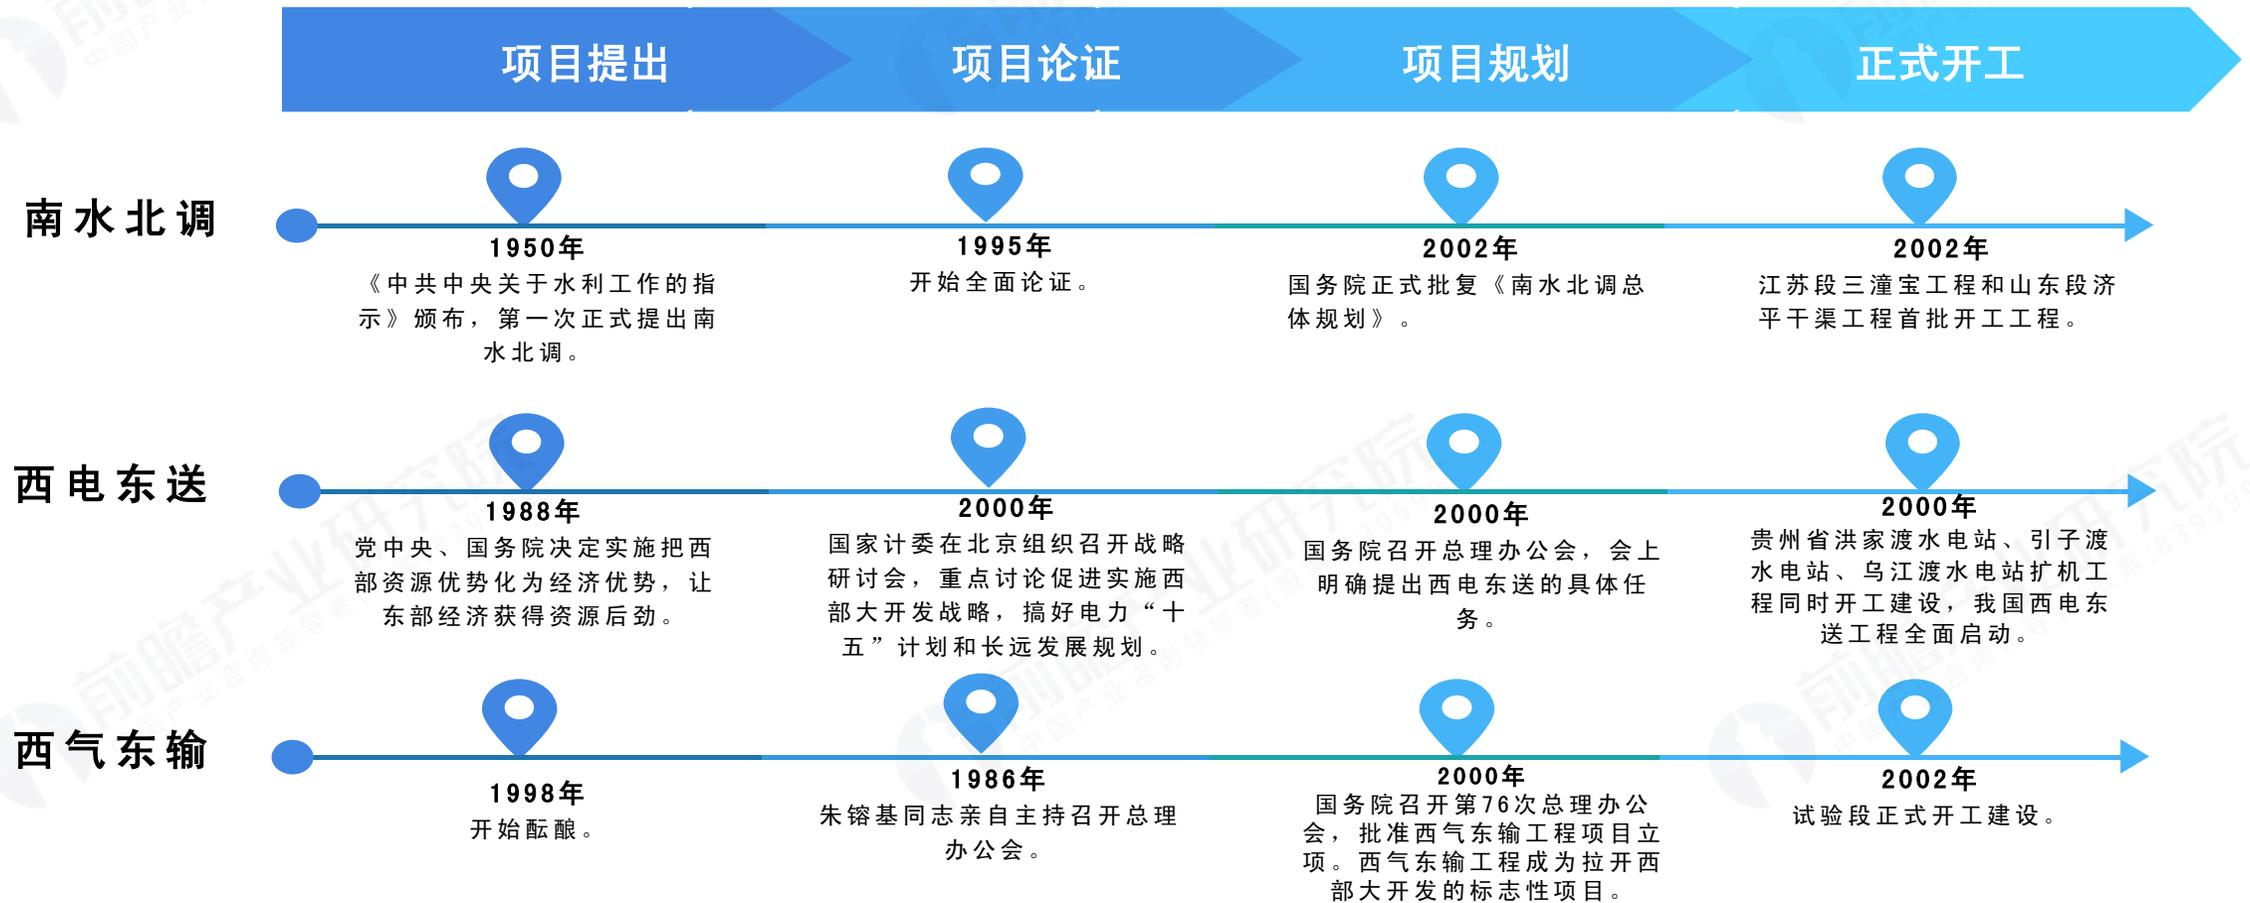 项目提出
项目论证
项目规划
正式开工
南水北调
1950年
《中共中央关于水利工作的指
示》颁布，第一次正式提出南
水北调。
1995年
开始全面论证。
2002年
国务院正式批复《南水北调总
体规划》。
2002年
江苏段三潼宝工程和山东段济
平干渠工程首批开工工程。
西电东送
1988年
党中央、国务院决定实施把西
部资源优势化为经济优势，让
东部经济获得资源后劲。
2000年
国家计委在北京组织召开战略
研讨会，重点讨论促进实施西
部大开发战略，搞好电力“十
五”计划和长远发展规划。
2000年
国务院召开总理办公会，会上
明确提出西电东送的具体任
务。
2000年
贵州省洪家渡水电站、引子渡
水电站、乌江渡水电站扩机工
程同时开工建设，我国西电东
送工程全面启动。
西气东输
1998年
开始酝酿。
1986年
朱镕基同志亲自主持召开总理
办公会。
2000年
国务院召开第76次总理办公
会，批准西气东输工程项目立
项。西气东输工程成为拉开西
部大开发的标志性项目。
2002年
试验段正式开工建设。
前瞻产业研究院
前瞻产业研究院